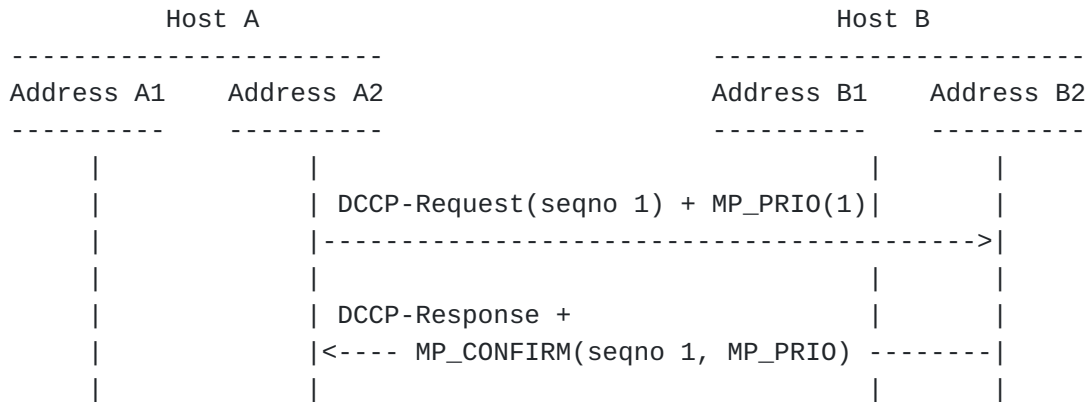 Host A Host B
------------------------ ------------------------
Address A1 Address A2 Address B1 Address B2
---------- ---------- ---------- ----------
| | | |
| | DCCP-Request(seqno 1) + MP_PRIO(1)| |
| |------------------------------------------>|
| | | |
| | DCCP-Response + | |
| |<---- MP_CONFIRM(seqno 1, MP_PRIO) --------|
| | | |